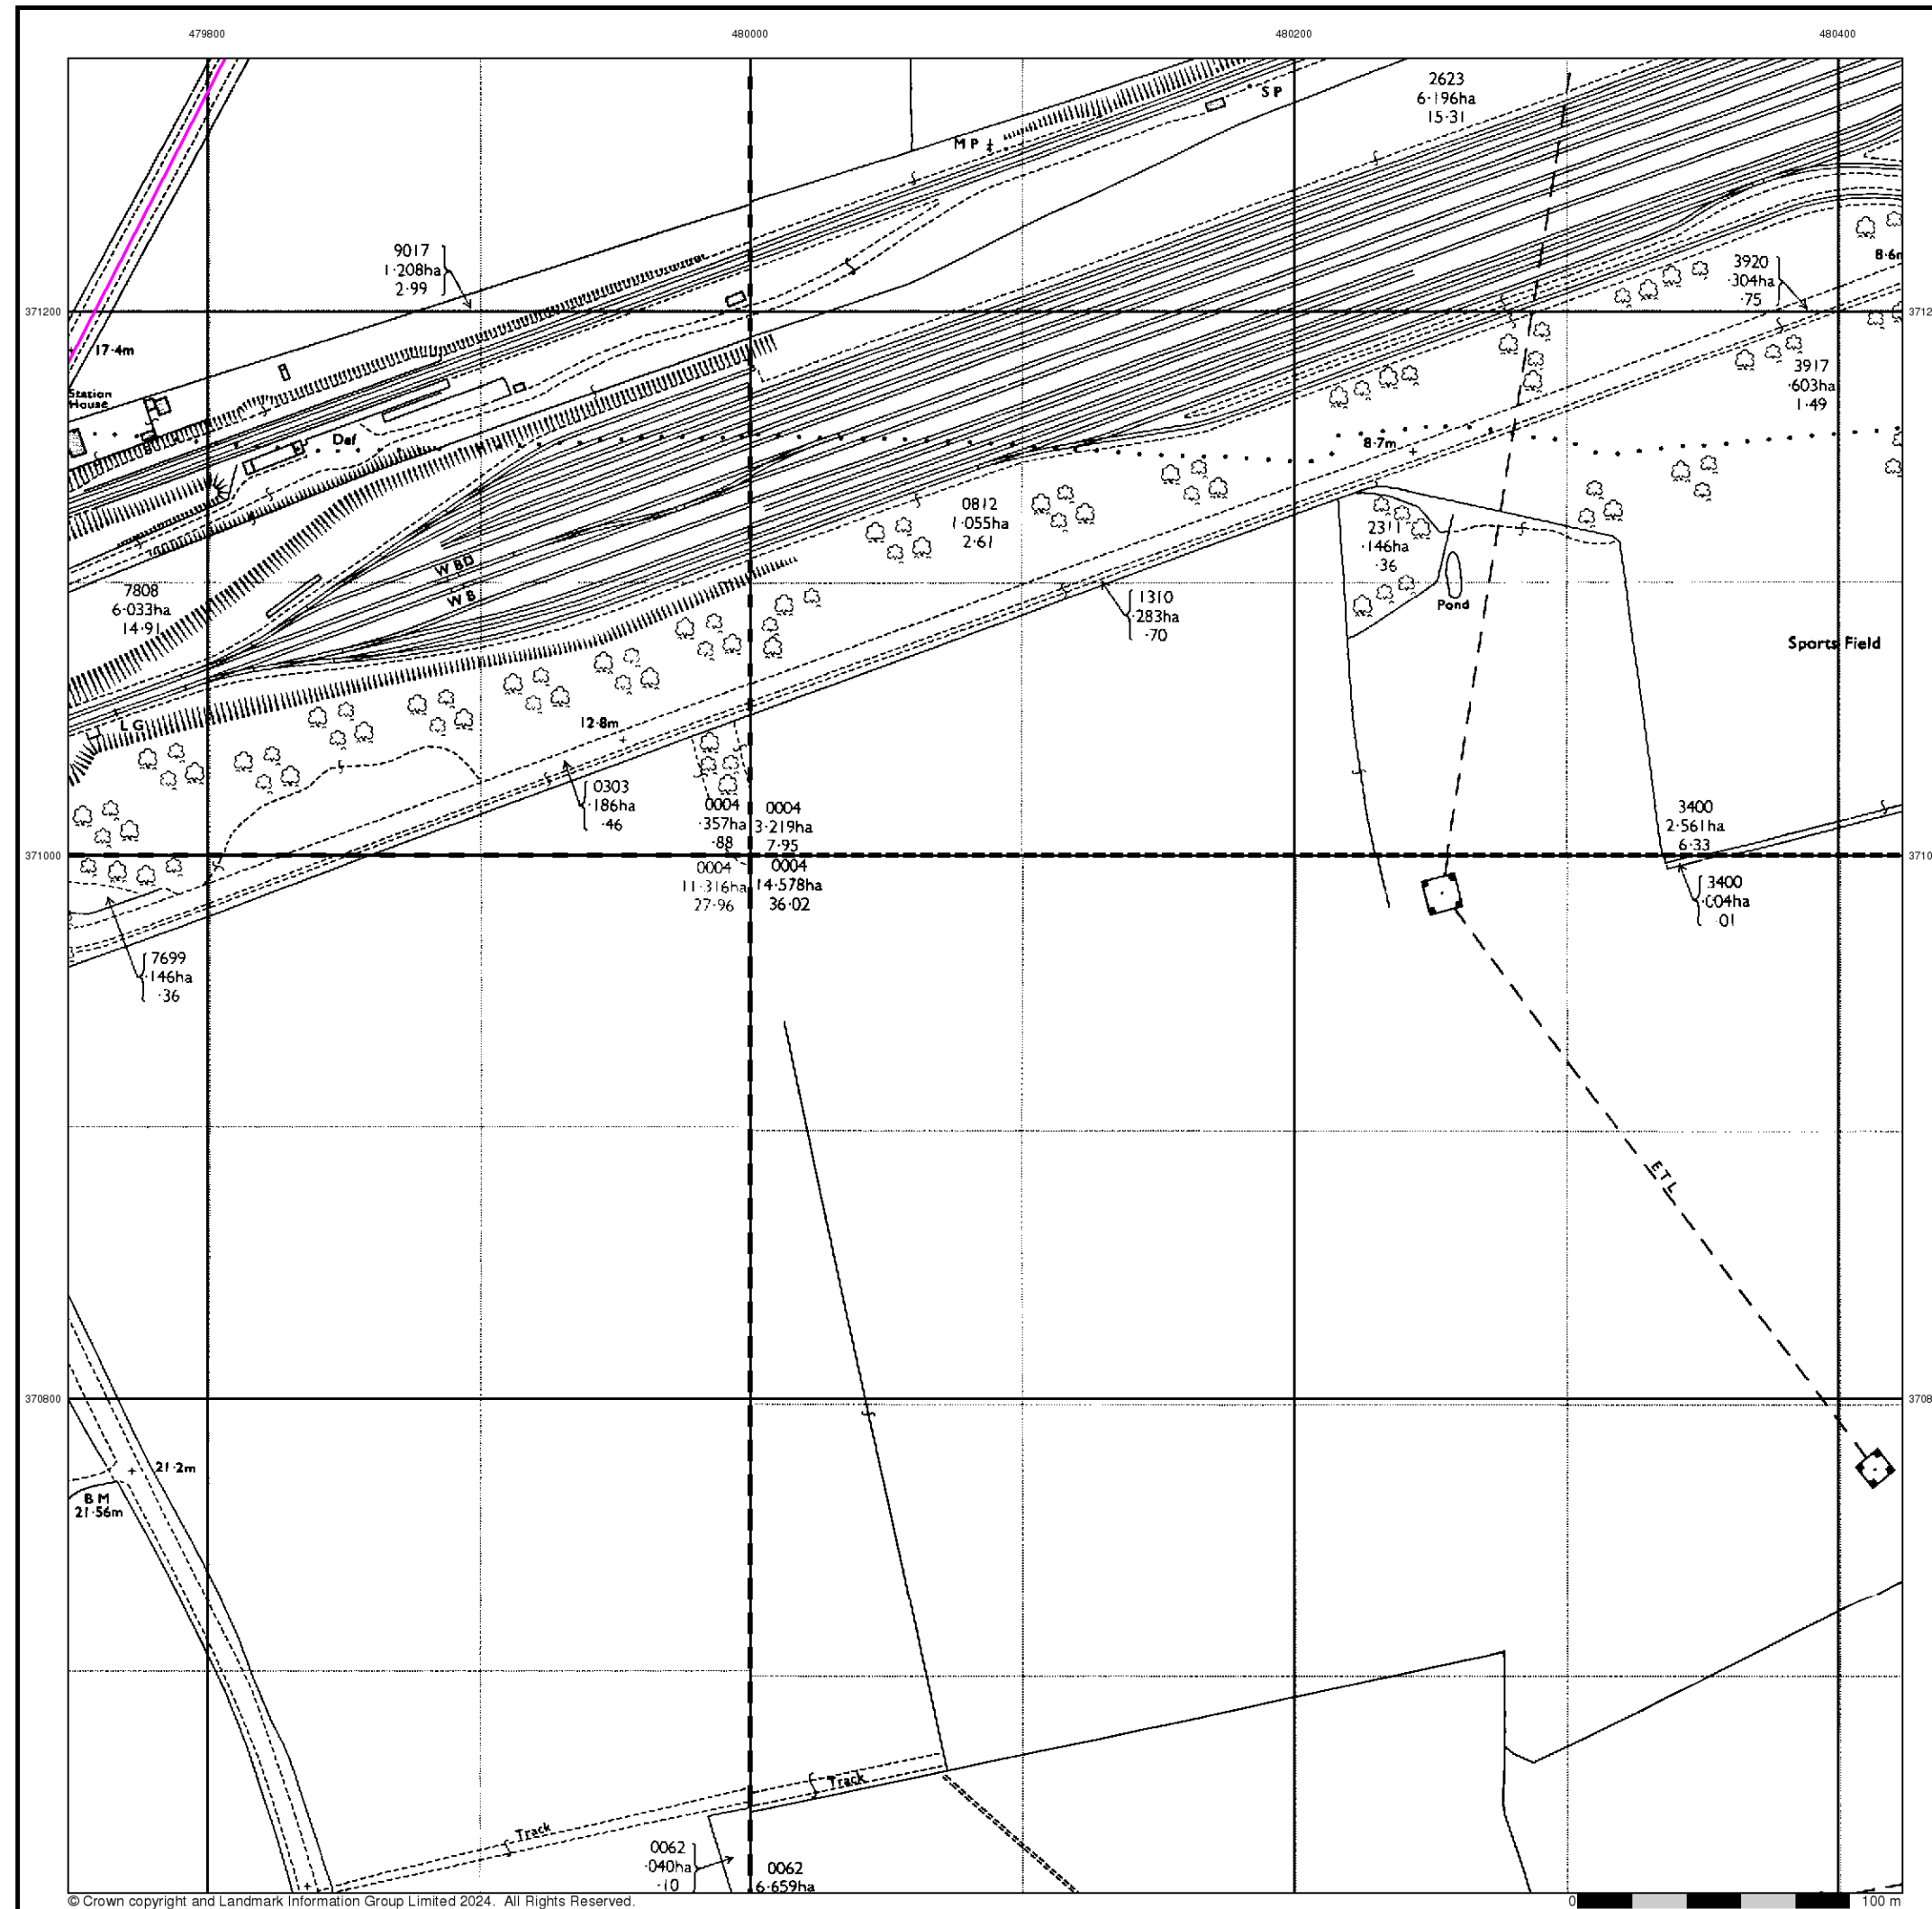 479800
480000
480200
480400
2623
6·196ha
15·31
SP
MP
9017
1·208ha
2·99
3920
·304ha
·75
371200
17·4m
3917
·603ha
1·49
Station
House
Def
8·7m
0812
1·055ha
2·61
2311
·146ha
·36
W BD
W B
7808
6·033ha
14·91
1310
·283ha
·70
Pond
Sports Field
L G
12·8m
0303
·186ha
·46
0004
·357ha
·88
0004
3·219ha
7·95
3400
2·561ha
6·33
371000
0004
11·316ha
27·96
0004
14·578ha
36·02
3400
·004ha
·01
7699
·146ha
·36
ETL
370800
21·2m
B M
21·56m
Track
Track
0062
·040ha
·10
0062
6·659ha
© Crown copyright and Landmark Information Group Limited 2024. All Rights Reserved.
0
100 m